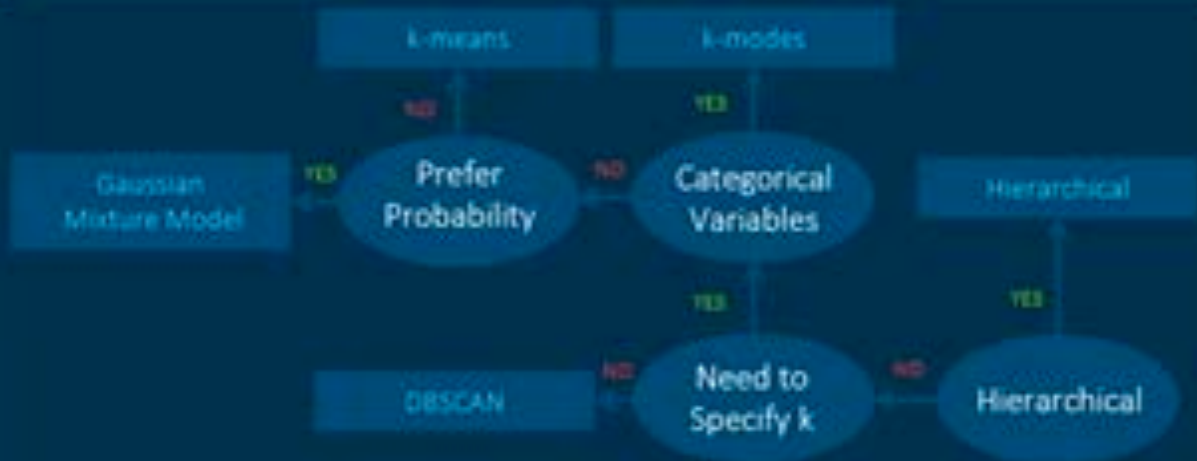 k-means
k-modes
NO
YES
Gaussian
Mixture Model
YES
Prefer
Probability
NO
Categorical
Variables
Hierarchical
YES
YES
DBSCAN
NO
Need to
Specify k
NO
Hierarchical